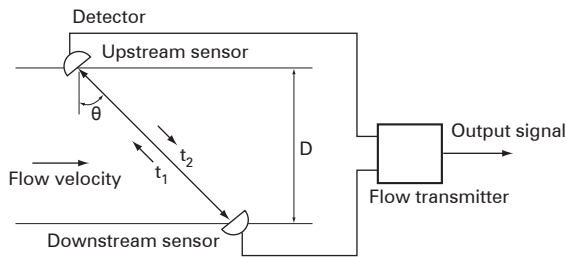 Detector
Upstream sensor
θ
t2
t1
D
Output signal
Flow velocity
Flow transmitter
Downstream sensor